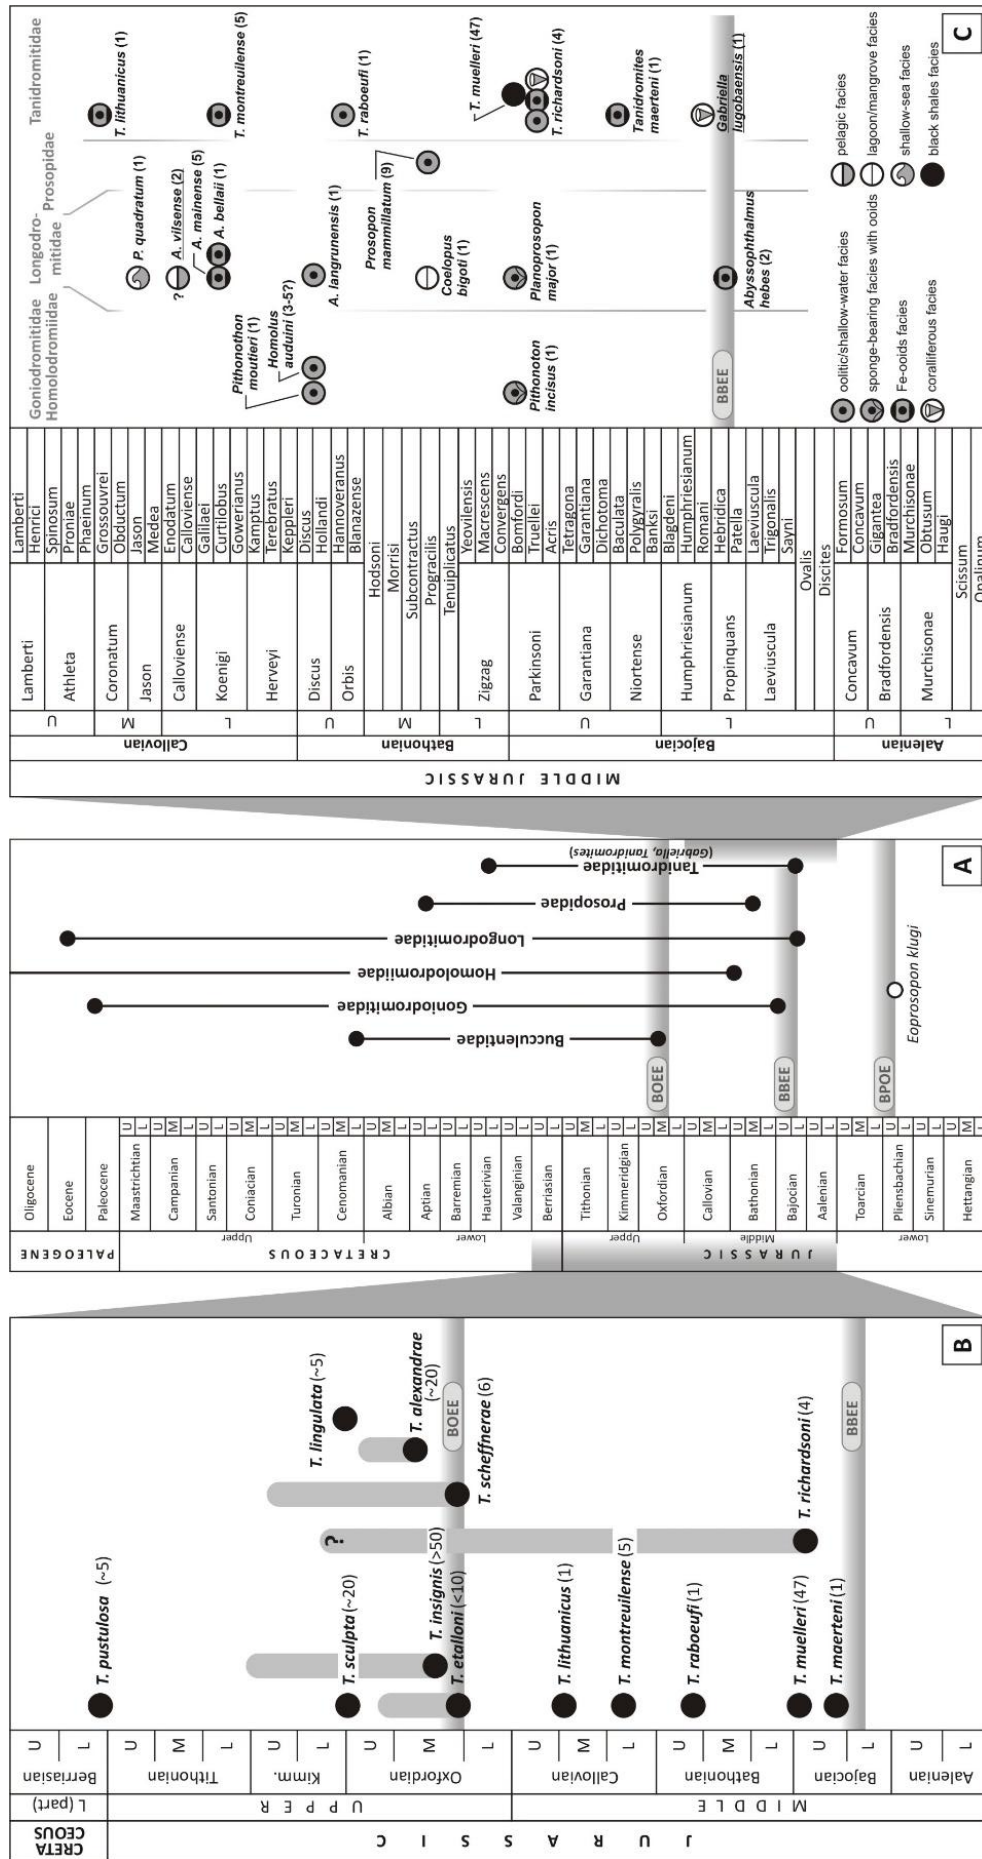 B
CRETA
CEOUS
L (part)
Berriasian
U
L
JURASSIC
UPPER
Tithonian
U
M
L
Kimm.
U
L
Oxfordian
U
M
L
MIDDLE
Callovian
U
M
L
Bathonian
U
M
L
Bajocian
U
L
Aalenian
U
L
T. pustulosa (~5)
T. lingulata (~5)
T. alexandrae
(~20)
BOEE
T. sculpta (~20)
T. insignis (>50)
T. etalloni (<10)
T. scheffnerae (6)
?
T. lithuanicus (1)
T. montreuilense (5)
T. raboeufi (1)
T. richardsoni (4)
T. muelleri (47)
T. maerteni (1)
BBEE
A
PALEOGENE
Oligocene
Eocene
Paleocene
CRETACEOUS
Upper
Maastrichtian
U
L
Campanian
U
M
L
Santonian
U
L
Coniacian
U
M
L
Turonian
U
M
L
Cenomanian
U
M
L
Lower
Albian
U
M
L
Aptian
U
M
L
Barremian
U
L
Hauterivian
U
L
Valanginian
U
L
Berriasian
U
L
JURASSIC
Upper
Tithonian
U
M
L
Kimmeridgian
U
L
Oxfordian
U
M
L
Middle
Callovian
U
M
L
Bathonian
U
M
L
Bajocian
U
L
Aalenian
U
L
Lower
Toarcian
U
M
L
Pliensbachian
U
L
Sinemurian
U
L
Hettangian
U
M
L
Bucculentidae
Goniodromitidae
Homolodromiidae
Longodromitidae
Prosopidae
Tanidromitidae
(Gabriella, Tanidromites)
BOEE
BBEE
BPOE
Eoprosopon klugi
C
MIDDLE JURASSIC
Callovian
U
Lamberti
Lamberti
Henrici
Athleta
Spinosum
Proniae
Phaeinum
M
Coronatum
Grossouvrei
Obductum
Jason
Jason
Medea
L
Calloviense
Enodatum
Calloviense
Koenigi
Galilaei
Curtilobus
Gowerianus
Herveyi
Kamptus
Terebratus
Keppleri
Bathonian
U
Discus
Discus
Hollandi
Orbis
Hannoveranus
Blanazense
M
Hodsoni
Morrisi
Subcontractus
Progracilis
L
Tenuiplicatus
Zigzag
Yeovilensis
Macrescens
Convergens
Bajocian
U
Parkinsoni
Bomfordi
Truellei
Acris
Garantiana
Tetragona
Garantiana
Dichotoma
Niortense
Baculata
Polygyralis
Banksi
L
Humphriesianum
Blagdeni
Humphriesianum
Romani
Propinquans
Hebridica
Patella
Laeviuscula
Laeviuscula
Trigonalis
Sayni
Ovalis
Discites
Aalenian
U
Concavum
Formosum
Concavum
Bradfordensis
Gigantea
Bradfordensis
L
Murchisonae
Murchisonae
Obtusum
Haugi
Scissum
Opalinum
Goniodromitidae
Homolodromiidae
Longodro-
mitidae
Prosopidae
Tanidromitidae
T. lithuanicus (1)
P. quadratum (1)
?
A. vilsense (2)
A. mainense (5)
A. bellaii (1)
T. montreuilense (5)
Pithonothon
moutieri (1)
Homolus
auduini (3-5?)
A. langrunensis (1)
T. raboeufi (1)
Prosopon
mammillatum (9)
Coelopus
bigoti (1)
T. muelleri (47)
Pithonoton
incisus (1)
Planoprosopon
major (1)
T. richardsoni (4)
Tanidromites
maerteni (1)
BBEE
Abyssophthalmus
hebes (2)
Gabriella
lugobaensis (1)
oolitic/shallow-water facies
sponge-bearing facies with ooids
Fe-ooids facies
coralliferous facies
pelagic facies
lagoon/mangrove facies
shallow-sea facies
black shales facies